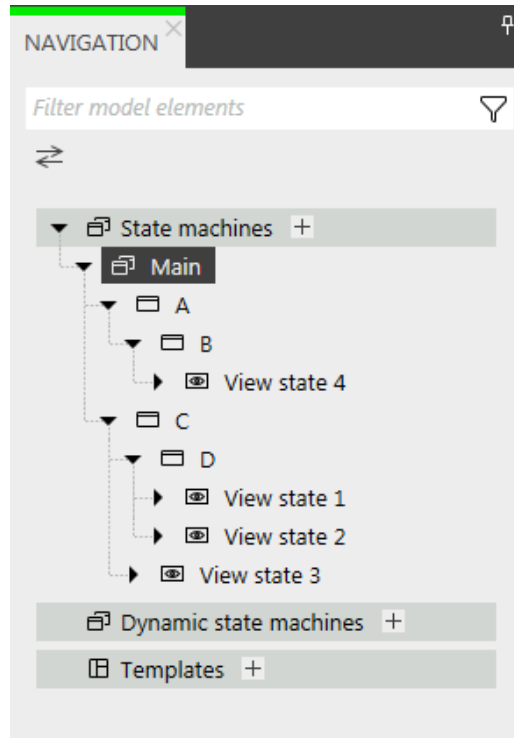 NAVIGATION
Filter model elements
State machines
Main
A
B
View state 4
C
D
View state 1
View state 2
View state 3
Dynamic state machines
Templates